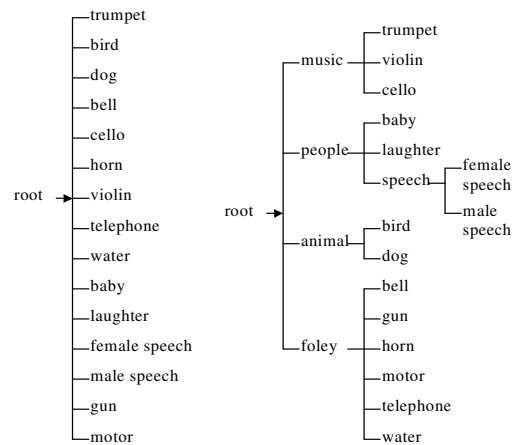 trumpet
bird
dog
bell
cello
horn
root
violin
telephone
water
baby
laughter
female speech
male speech
gun
motor
root
music
trumpet
violin
cello
people
baby
laughter
speech
female
speech
male
speech
animal
bird
dog
foley
bell
gun
horn
motor
telephone
water